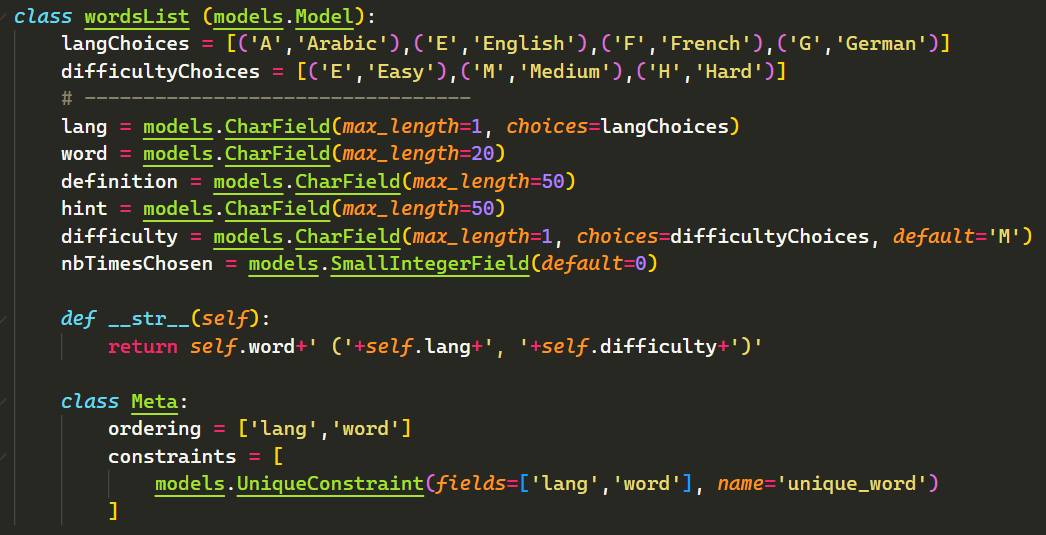 class wordsList (models.Model):
    langChoices = [('A','Arabic'),('E','English'),('F','French'),('G','German')]
    difficultyChoices = [('E','Easy'),('M','Medium'),('H','Hard')]
    # ---------------------------------
    lang = models.CharField(max_length=1, choices=langChoices)
    word = models.CharField(max_length=20)
    definition = models.CharField(max_length=50)
    hint = models.CharField(max_length=50)
    difficulty = models.CharField(max_length=1, choices=difficultyChoices, default='M')
    nbTimesChosen = models.SmallIntegerField(default=0)

    def __str__(self):
        return self.word+' ('+self.lang+', '+self.difficulty+')'

    class Meta:
        ordering = ['lang','word']
        constraints = [
            models.UniqueConstraint(fields=['lang','word'], name='unique_word')
        ]